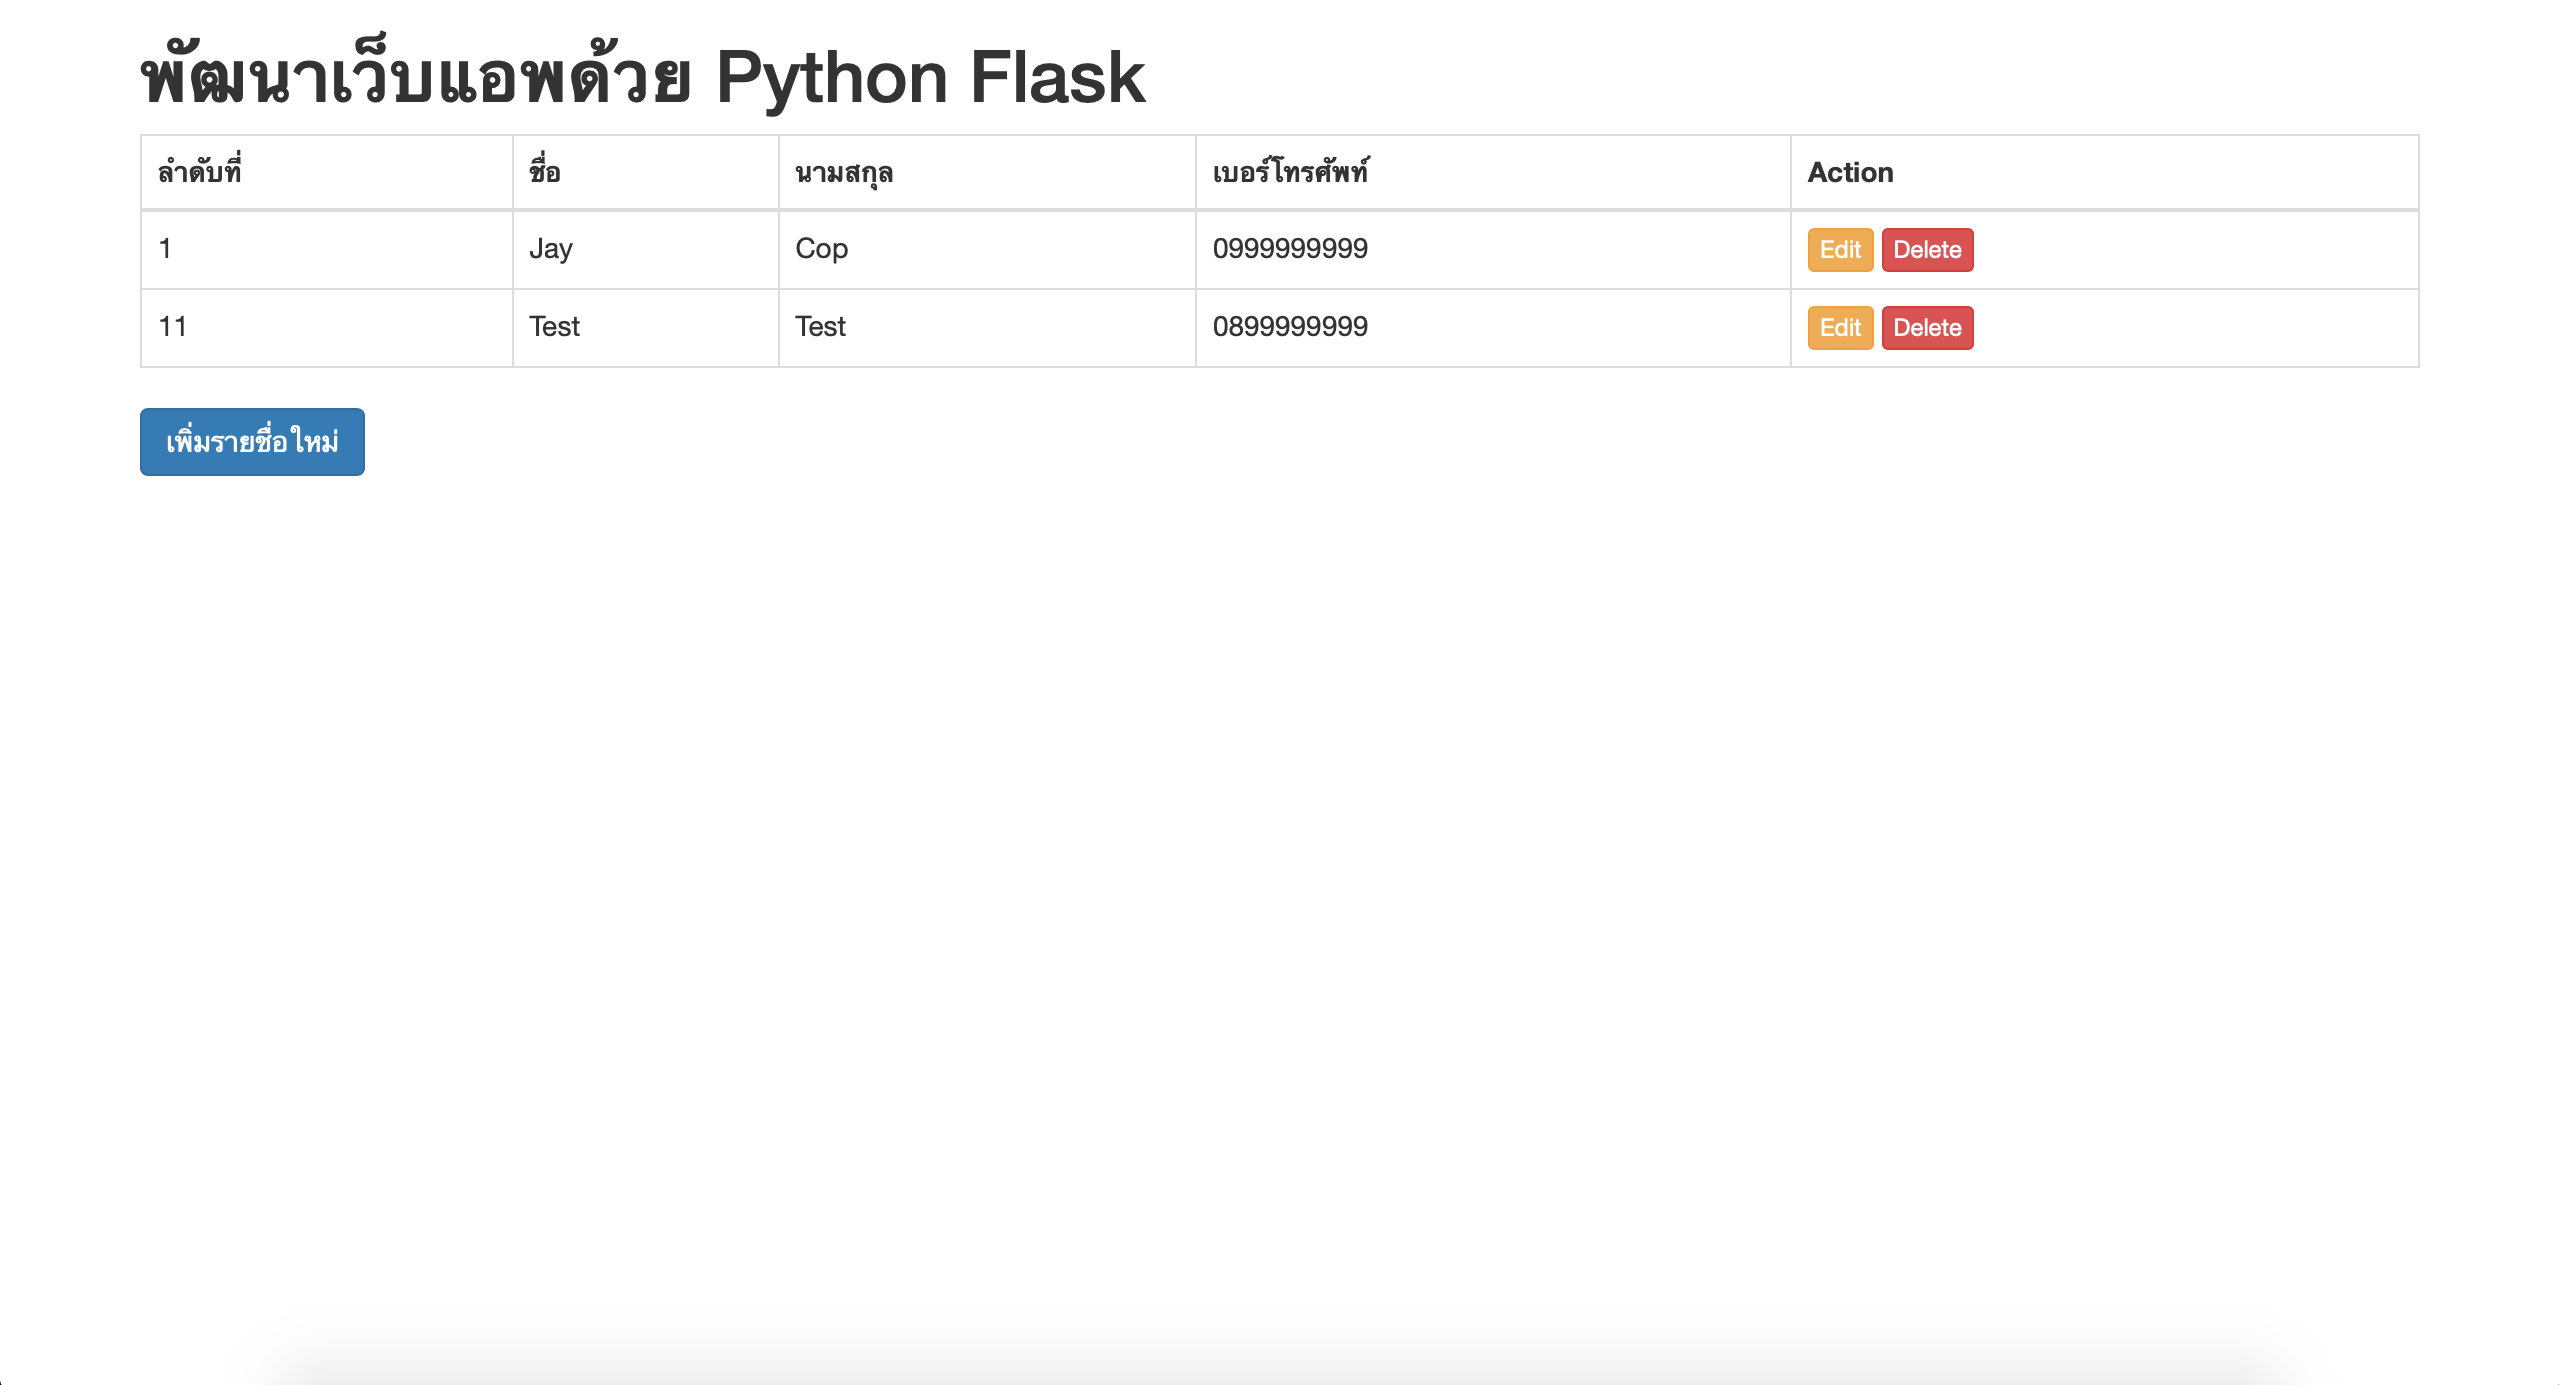 พัฒนาเว็บแอพด้วย Python Flask
ลำดับที่ ชื่อ นามสกุล เบอร์โทรศัพท์ Action
1 Jay Cop 0999999999 Edit Delete
11 Test Test 0899999999 Edit Delete
เพิ่มรายชื่อใหม่